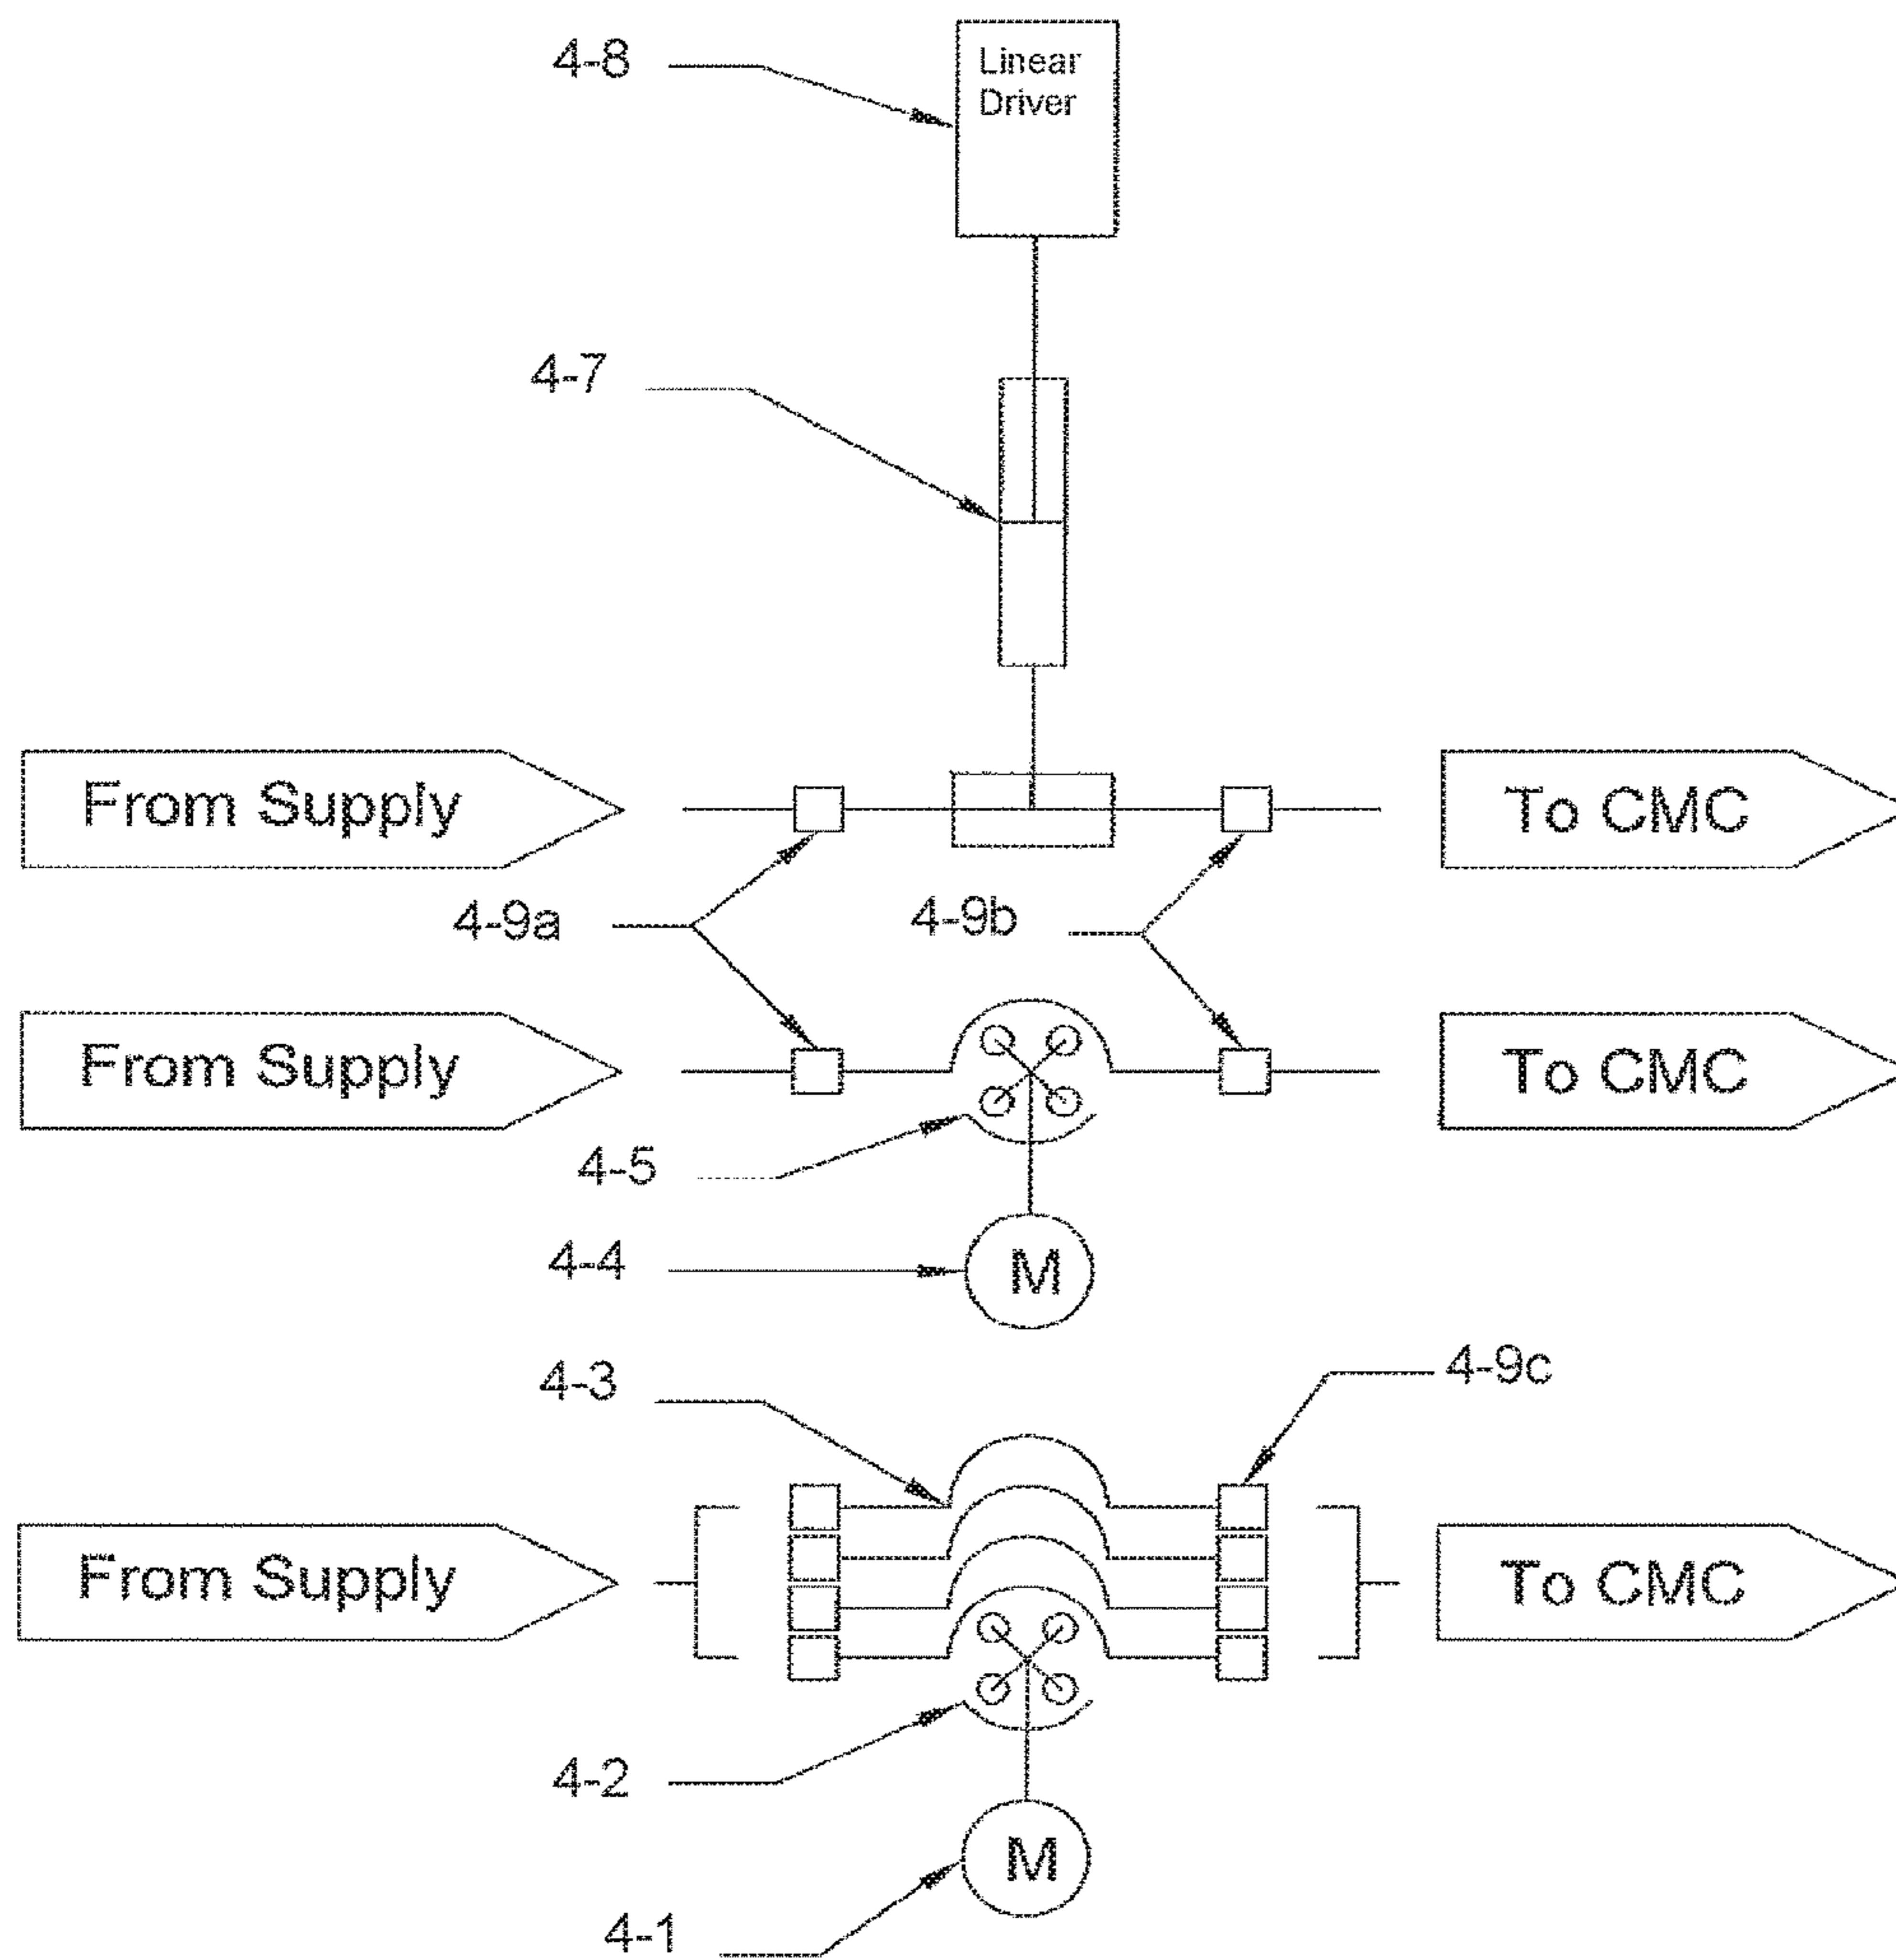 4-8
Linear
Driver
4-7
From Supply
To CMC
4-9a
4-9b
From Supply
To CMC
4-5
4-4
M
4-3
4-9c
From Supply
To CMC
4-2
M
4-1